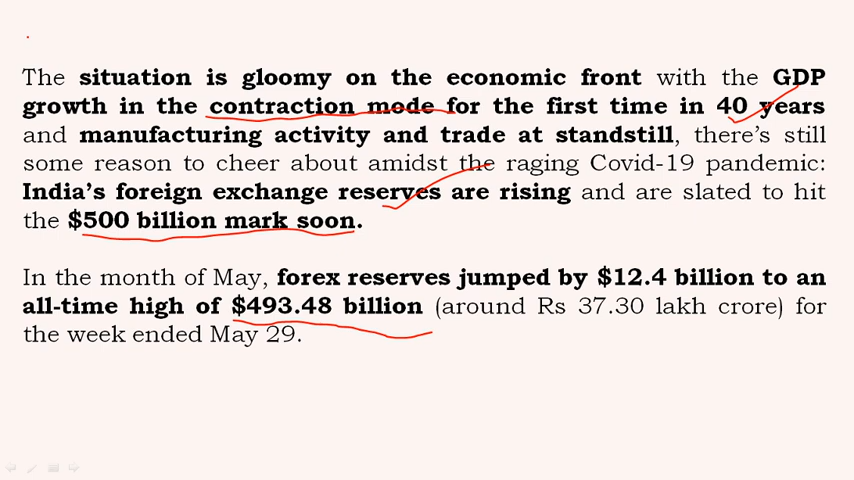 The situation is gloomy on the economic front with the GDP
growth in the contraction mode for the first time in 40 years
and manufacturing activity and trade at standstill, there's still
some reason to cheer about amidst the raging Covid-19 pandemic:
India's foreign exchange reserves are rising and are slated to hit
the $500 billion mark soon.
In the month of May, forex reserves jumped by $12.4 billion to an
all-time high of $493.48 billion (around Rs 37.30 lakh crore) for
the week ended May 29.